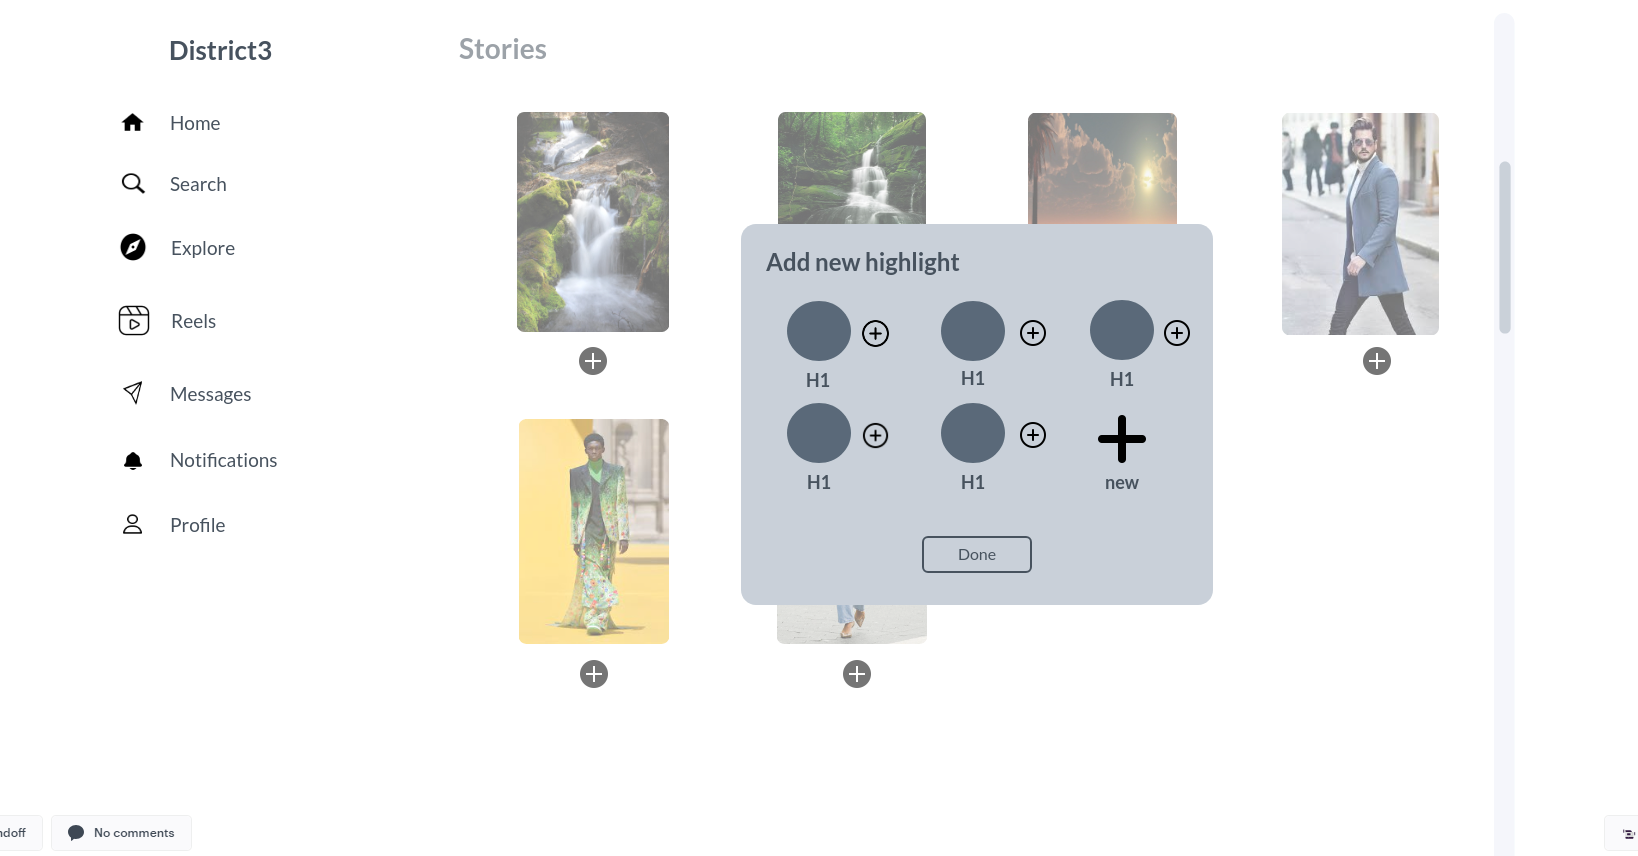 District3
Stories
Home
Search
Explore
Reels
Messages
Notifications
Profile
Add new highlight
H1
H1
H1
H1
H1
new
Done
ndoff
No comments